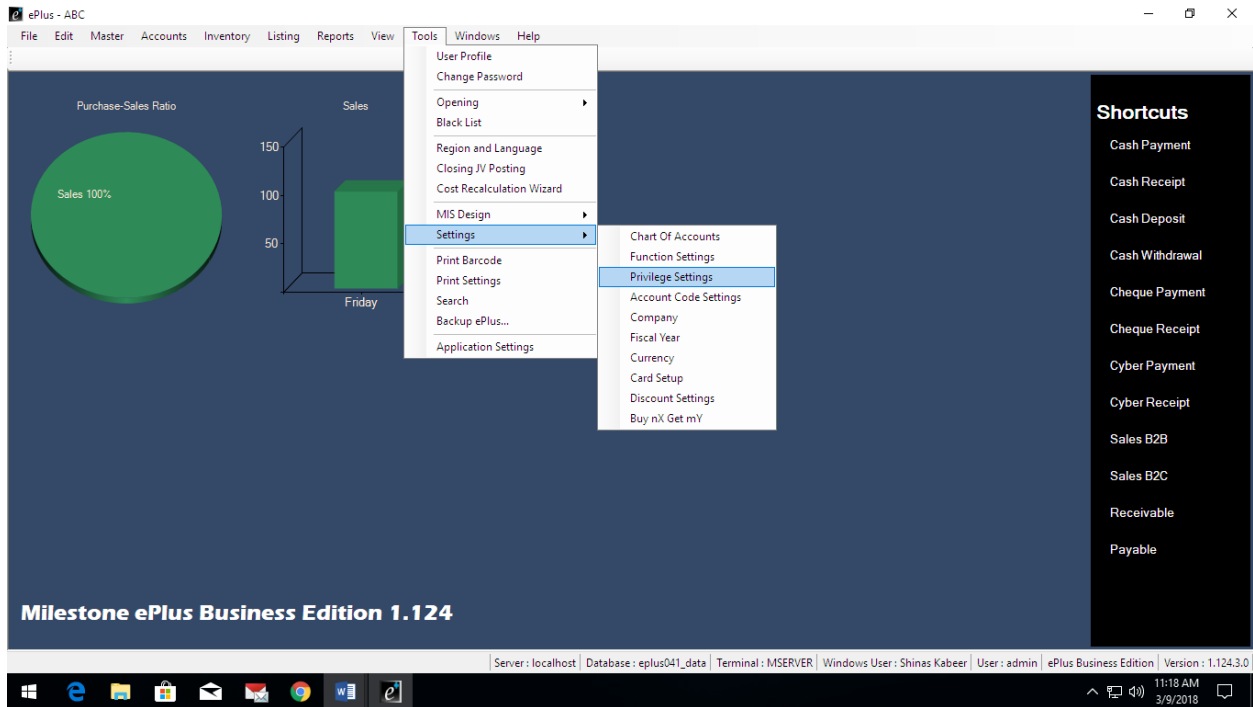 ePlus - ABC
File Edit Master Accounts Inventory Listing Reports View Tools Windows Help
User Profile
Change Password
Opening
Black List
Region and Language
Closing JV Posting
Cost Recalculation Wizard
MIS Design
Settings
Print Barcode
Print Settings
Search
Backup ePlus...
Application Settings
Chart Of Accounts
Function Settings
Privilege Settings
Account Code Settings
Company
Fiscal Year
Currency
Card Setup
Discount Settings
Buy nX Get mY
Purchase-Sales Ratio
Sales 100%
Sales
150
100
50
Friday
Shortcuts
Cash Payment
Cash Receipt
Cash Deposit
Cash Withdrawal
Cheque Payment
Cheque Receipt
Cyber Payment
Cyber Receipt
Sales B2B
Sales B2C
Receivable
Payable
Milestone ePlus Business Edition 1.124
Server : localhost Database : eplus041_data Terminal : MSERVER Windows User : Shinas Kabeer User : admin ePlus Business Edition Version : 1.124.3.0
11:18 AM
3/9/2018